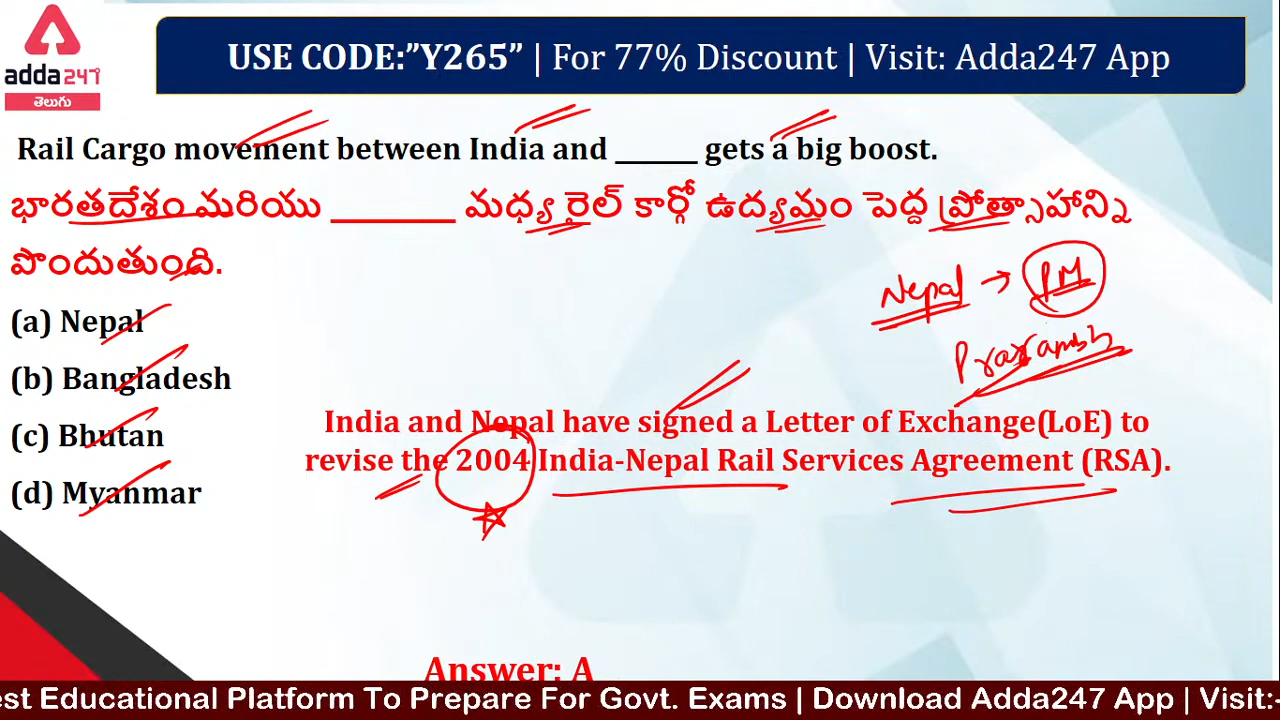 adda247
తెలుగు
USE CODE:”Y265” | For 77% Discount | Visit: Adda247 App
Rail Cargo movement between India and ______ gets a big boost.
భారతదేశం మరియు ________ మధ్య రైల్ కార్గో ఉద్యమం పెద్ద ప్రోత్సాహాన్ని
పొందుతుంది.
Nepal → PM
(a) Nepal
(b) Bangladesh
(c) Bhutan
(d) Myanmar
India and Nepal have signed a Letter of Exchange(LoE) to
revise the 2004 India-Nepal Rail Services Agreement (RSA).
Answer: A
est Educational Platform To Prepare For Govt. Exams | Download Adda247 App | Visit: